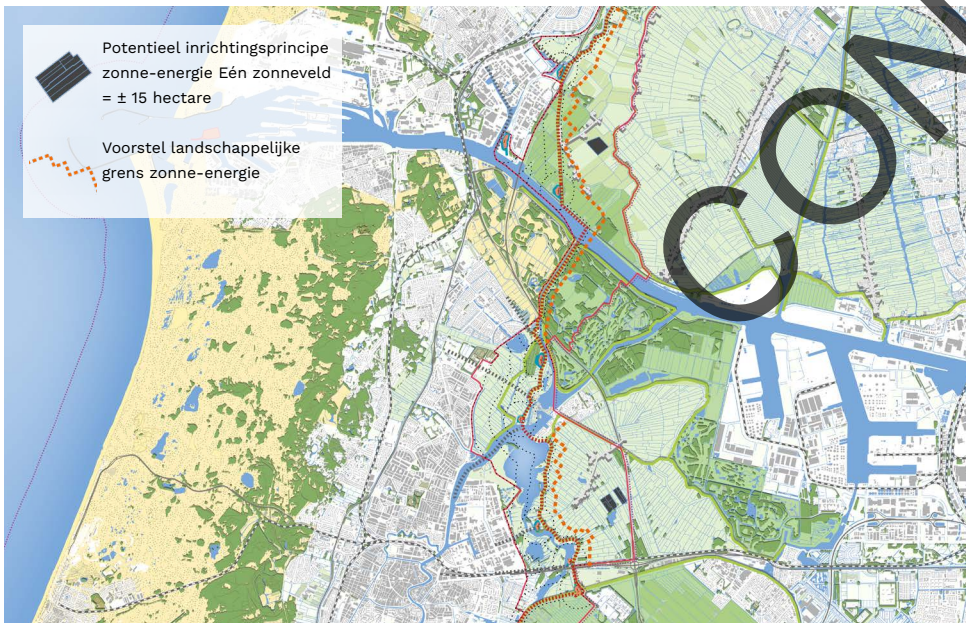 Potentieel inrichtingsprincipe
zonne-energie Eén zonneveld
= ± 15 hectare
Voorstel landschappelijke
grens zonne-energie
CON